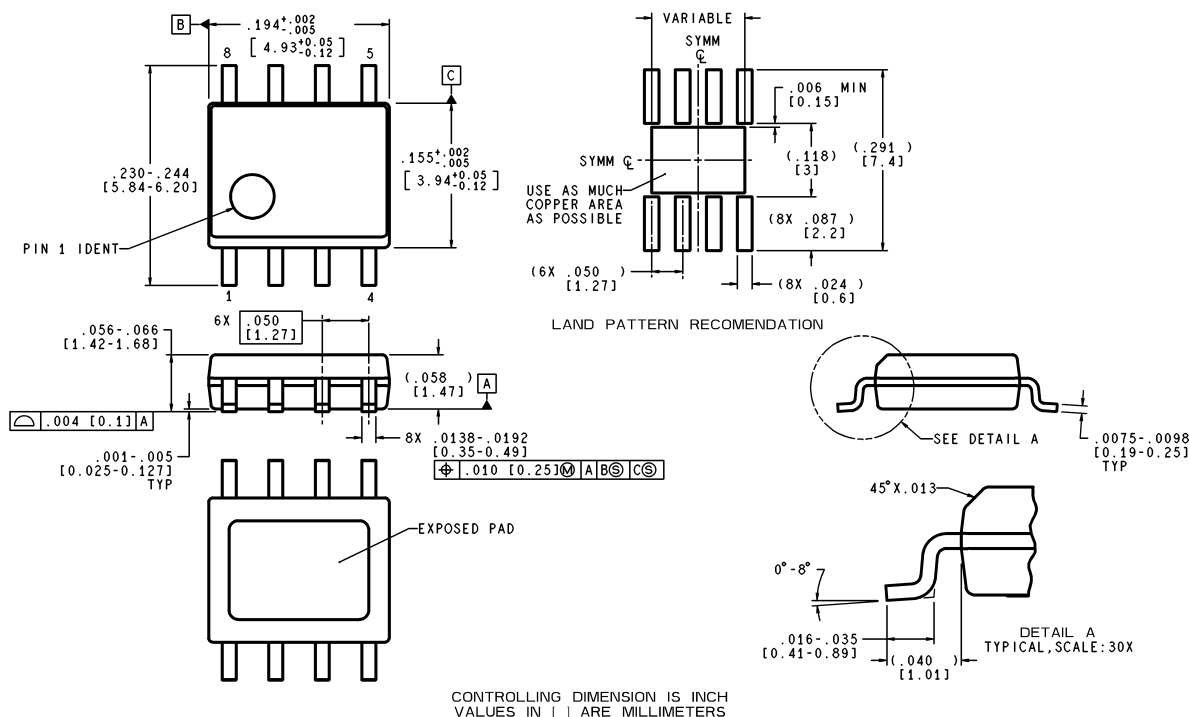 B
.194 +.002 -.005
[ 4.93 +0.05 -0.12 ]
8
5
C
.230-.244
[5.84-6.20]
.155 +.002 -.005
[ 3.94 +0.05 -0.12 ]
PIN 1 IDENT
1
4
VARIABLE
SYMM
℄
.006 MIN
[0.15]
SYMM ℄
(.118)
[3]
(.291 )
[7.4]
USE AS MUCH
COPPER AREA
AS POSSIBLE
(8X .087 )
[2.2]
(6X .050 )
[1.27]
(8X .024 )
[0.6]
LAND PATTERN RECOMENDATION
.056-.066
[1.42-1.68]
6X .050
[1.27]
(.058 )
[1.47]
A
⌓ .004 [0.1] A
8X .0138-.0192
[0.35-0.49]
⌖ .010 [0.25]Ⓜ A BⓈ CⓈ
.001-.005
[0.025-0.127]
TYP
SEE DETAIL A
.0075-.0098
[0.19-0.25]
TYP
EXPOSED PAD
45°X.013
0°-8°
.016-.035
[0.41-0.89]
(.040 )
[1.01]
DETAIL A
TYPICAL,SCALE:30X
CONTROLLING DIMENSION IS INCH
VALUES IN [ ] ARE MILLIMETERS